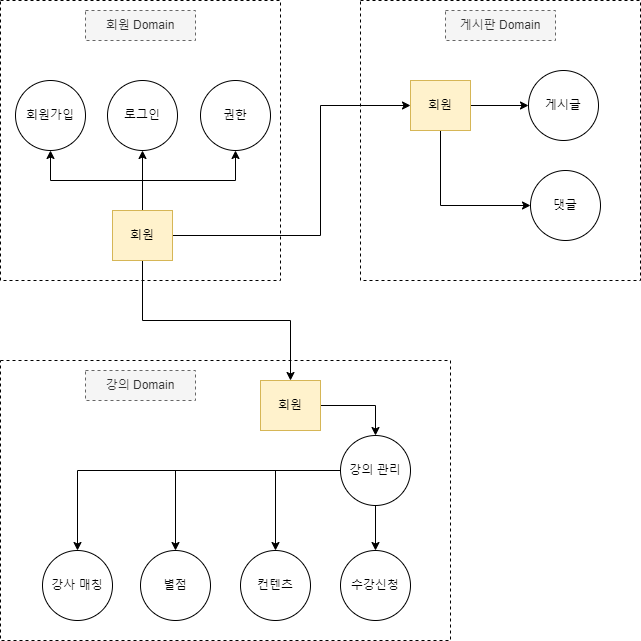 회원 Domain
회원가입
로그인
권한
회원
게시판 Domain
회원
게시글
댓글
강의 Domain
회원
강의 관리
강사 매칭
별점
컨텐츠
수강신청